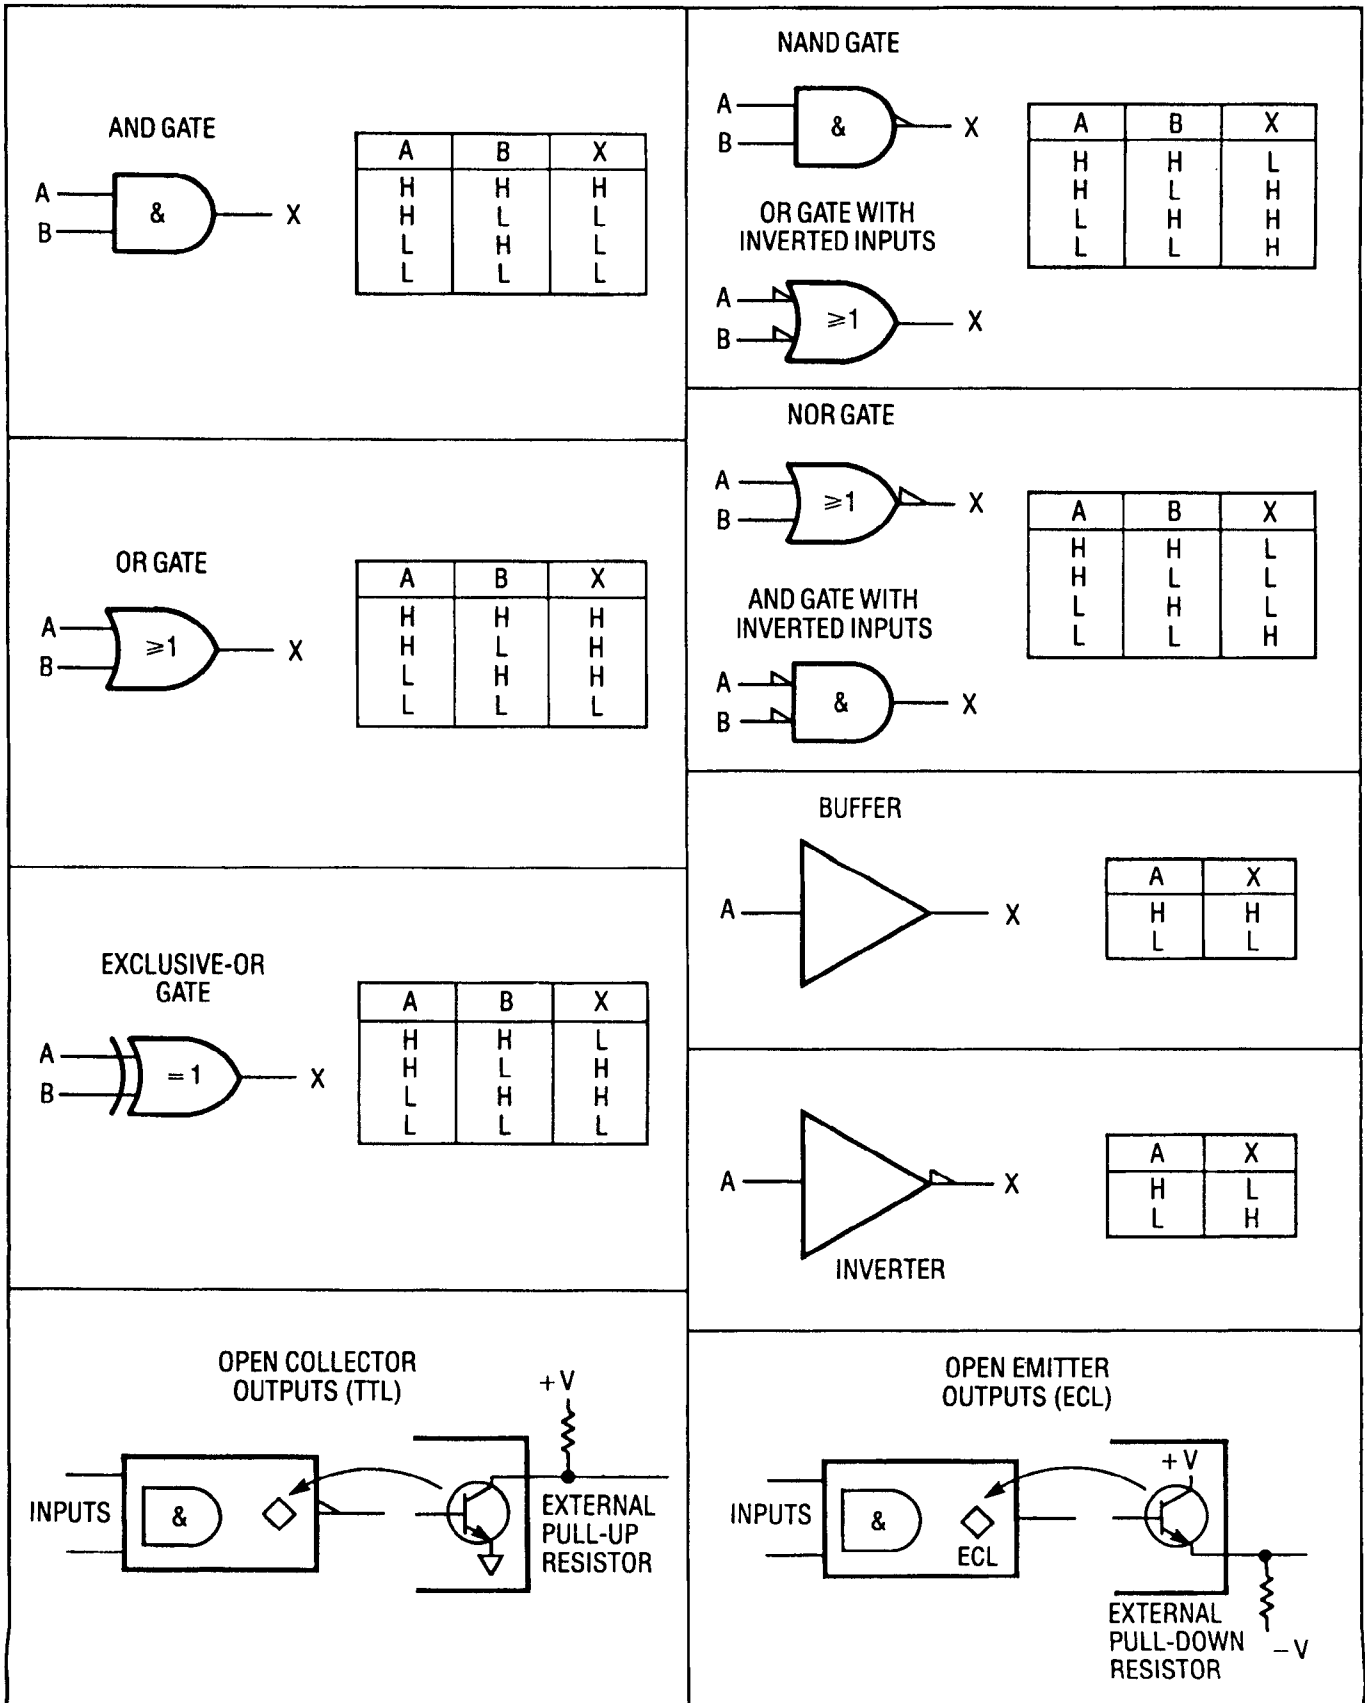 AND GATE
A
B
&
X
A B X
H H H
H L L
L H L
L L L
OR GATE
A
B
≥1
X
A B X
H H H
H L H
L H H
L L L
EXCLUSIVE-OR
GATE
A
B
= 1
X
A B X
H H L
H L H
L H H
L L L
OPEN COLLECTOR
OUTPUTS (TTL)
+V
INPUTS
&
EXTERNAL
PULL-UP
RESISTOR
NAND GATE
A
B
&
X
OR GATE WITH
INVERTED INPUTS
A
B
≥1
X
A B X
H H L
H L H
L H H
L L H
NOR GATE
A
B
≥1
X
AND GATE WITH
INVERTED INPUTS
A
B
&
X
A B X
H H L
H L L
L H L
L L H
BUFFER
A
X
A X
H H
L L
A
X
INVERTER
A X
H L
L H
OPEN EMITTER
OUTPUTS (ECL)
+V
INPUTS
&
ECL
EXTERNAL
PULL-DOWN
RESISTOR
−V